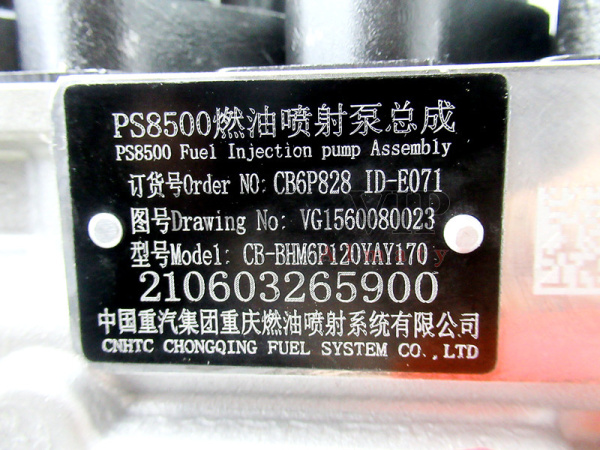 PS8500燃油喷射泵总成
PS8500 Fuel Injection pump Assembly
订货号Order NO: CB6P828 ID-E071
图号Drawing No: VG1560080023
型号Model: CB-BHM6P120YAY170
210603265900
中国重汽集团重庆燃油喷射系统有限公司
CNHTC CHONGQING FUEL SYSTEM CO.,LTD